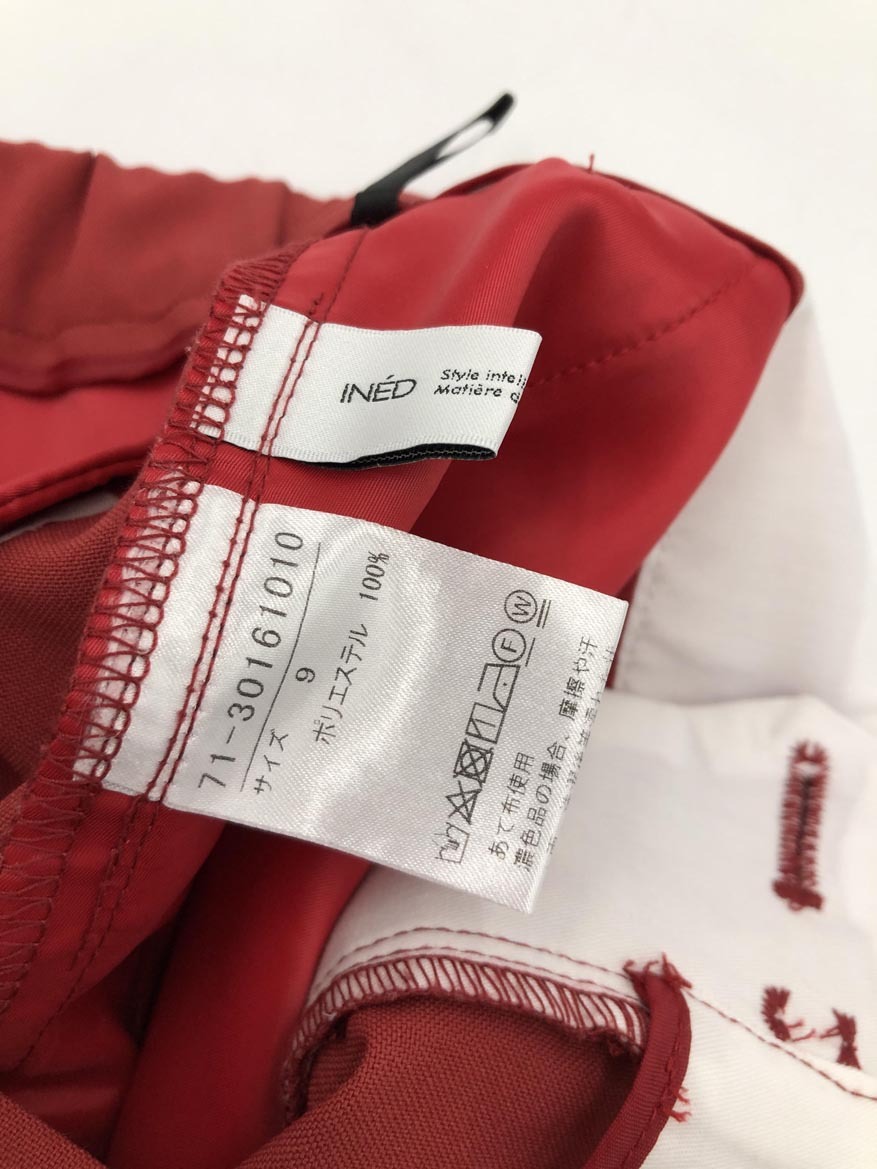 INÉD
Style intel
Matière d
71-30161010
サイズ 9
ポリエステル 100%
F W
あて布使用
濃色品の場合、摩擦や汗